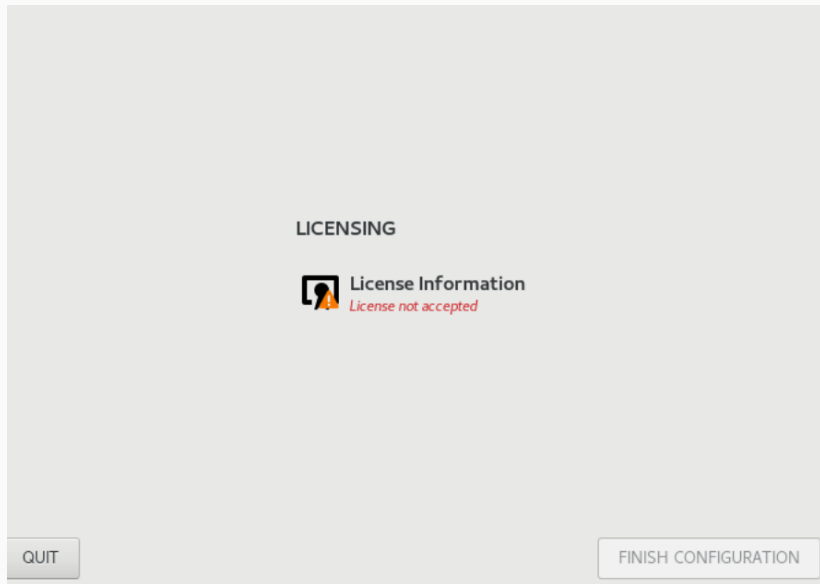 LICENSING
License Information
License not accepted
QUIT
FINISH CONFIGURATION